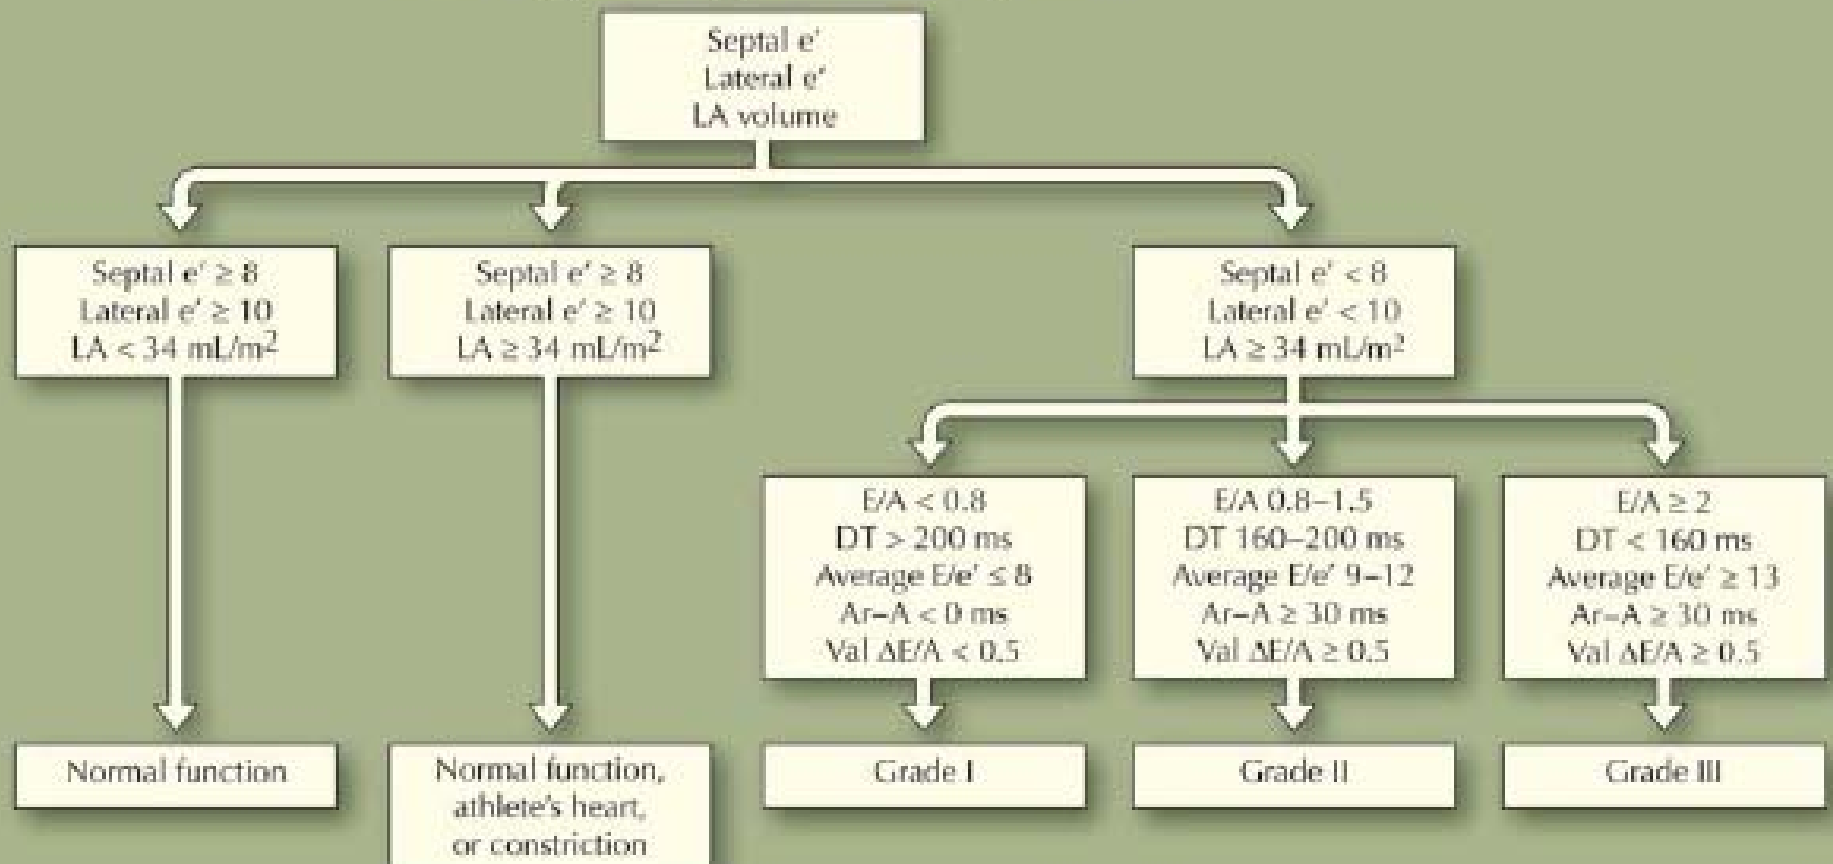 Septal e′
Lateral e′
LA volume
Septal e′ ≥ 8
Lateral e′ ≥ 10
LA < 34 mL/m²
Septal e′ ≥ 8
Lateral e′ ≥ 10
LA ≥ 34 mL/m²
Septal e′ < 8
Lateral e′ < 10
LA ≥ 34 mL/m²
E/A < 0.8
DT > 200 ms
Average E/e′ ≤ 8
Ar–A < 0 ms
Val ΔE/A < 0.5
E/A 0.8–1.5
DT 160–200 ms
Average E/e′ 9–12
Ar–A ≥ 30 ms
Val ΔE/A ≥ 0.5
E/A ≥ 2
DT < 160 ms
Average E/e′ ≥ 13
Ar–A ≥ 30 ms
Val ΔE/A ≥ 0.5
Normal function
Normal function,
athlete's heart,
or constriction
Grade I
Grade II
Grade III